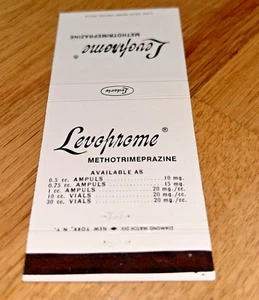 Levoprome®
METHOTRIMEPRAZINE
Lederle
Levoprome®
METHOTRIMEPRAZINE
AVAILABLE AS
0.5 cc. AMPULS 10 mg.
0.75 cc. AMPULS 15 mg.
1 cc. AMPULS 20 mg./cc.
10 cc. VIALS 20 mg./cc.
50 cc. VIALS 20 mg./cc.
DIAMOND MATCH DIV. NEW YORK, N. Y.